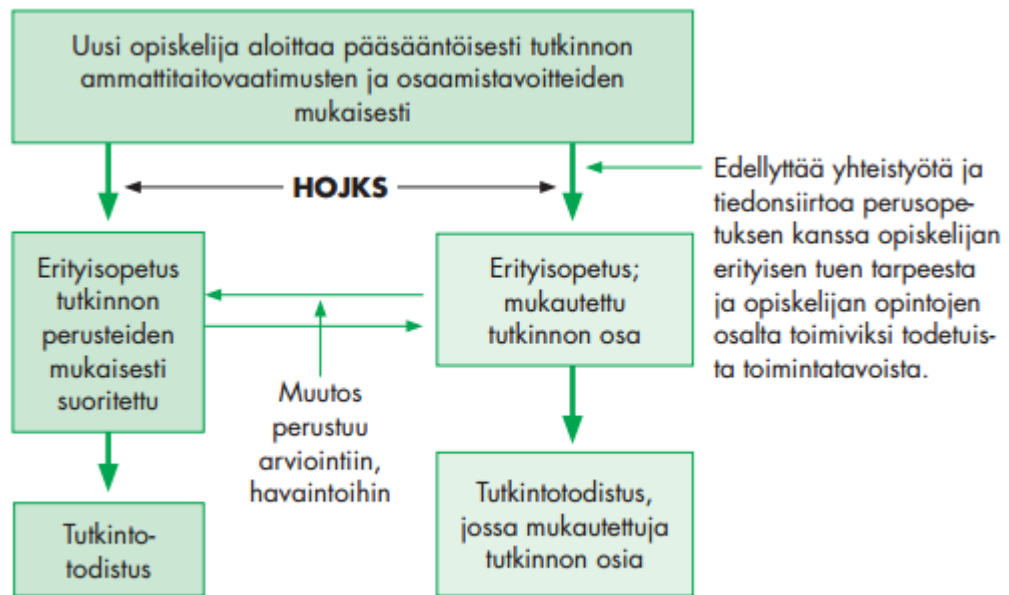 Uusi opiskelija aloittaa pääsääntöisesti tutkinnon
ammattitaitovaatimusten ja osaamistavoitteiden
mukaisesti
HOJKS
Edellyttää yhteistyötä ja
tiedonsiirtoa perusope-
tuksen kanssa opiskelijan
erityisen tuen tarpeesta
ja opiskelijan opintojen
osalta toimiviksi todetuis-
ta toimintatavoista.
Erityisopetus
tutkinnon
perusteiden
mukaisesti
suoritettu
Erityisopetus;
mukautettu
tutkinnon osa
Muutos
perustuu
arviointiin,
havaintoihin
Tutkinto-
todistus
Tutkintotodistus,
jossa mukautettuja
tutkinnon osia